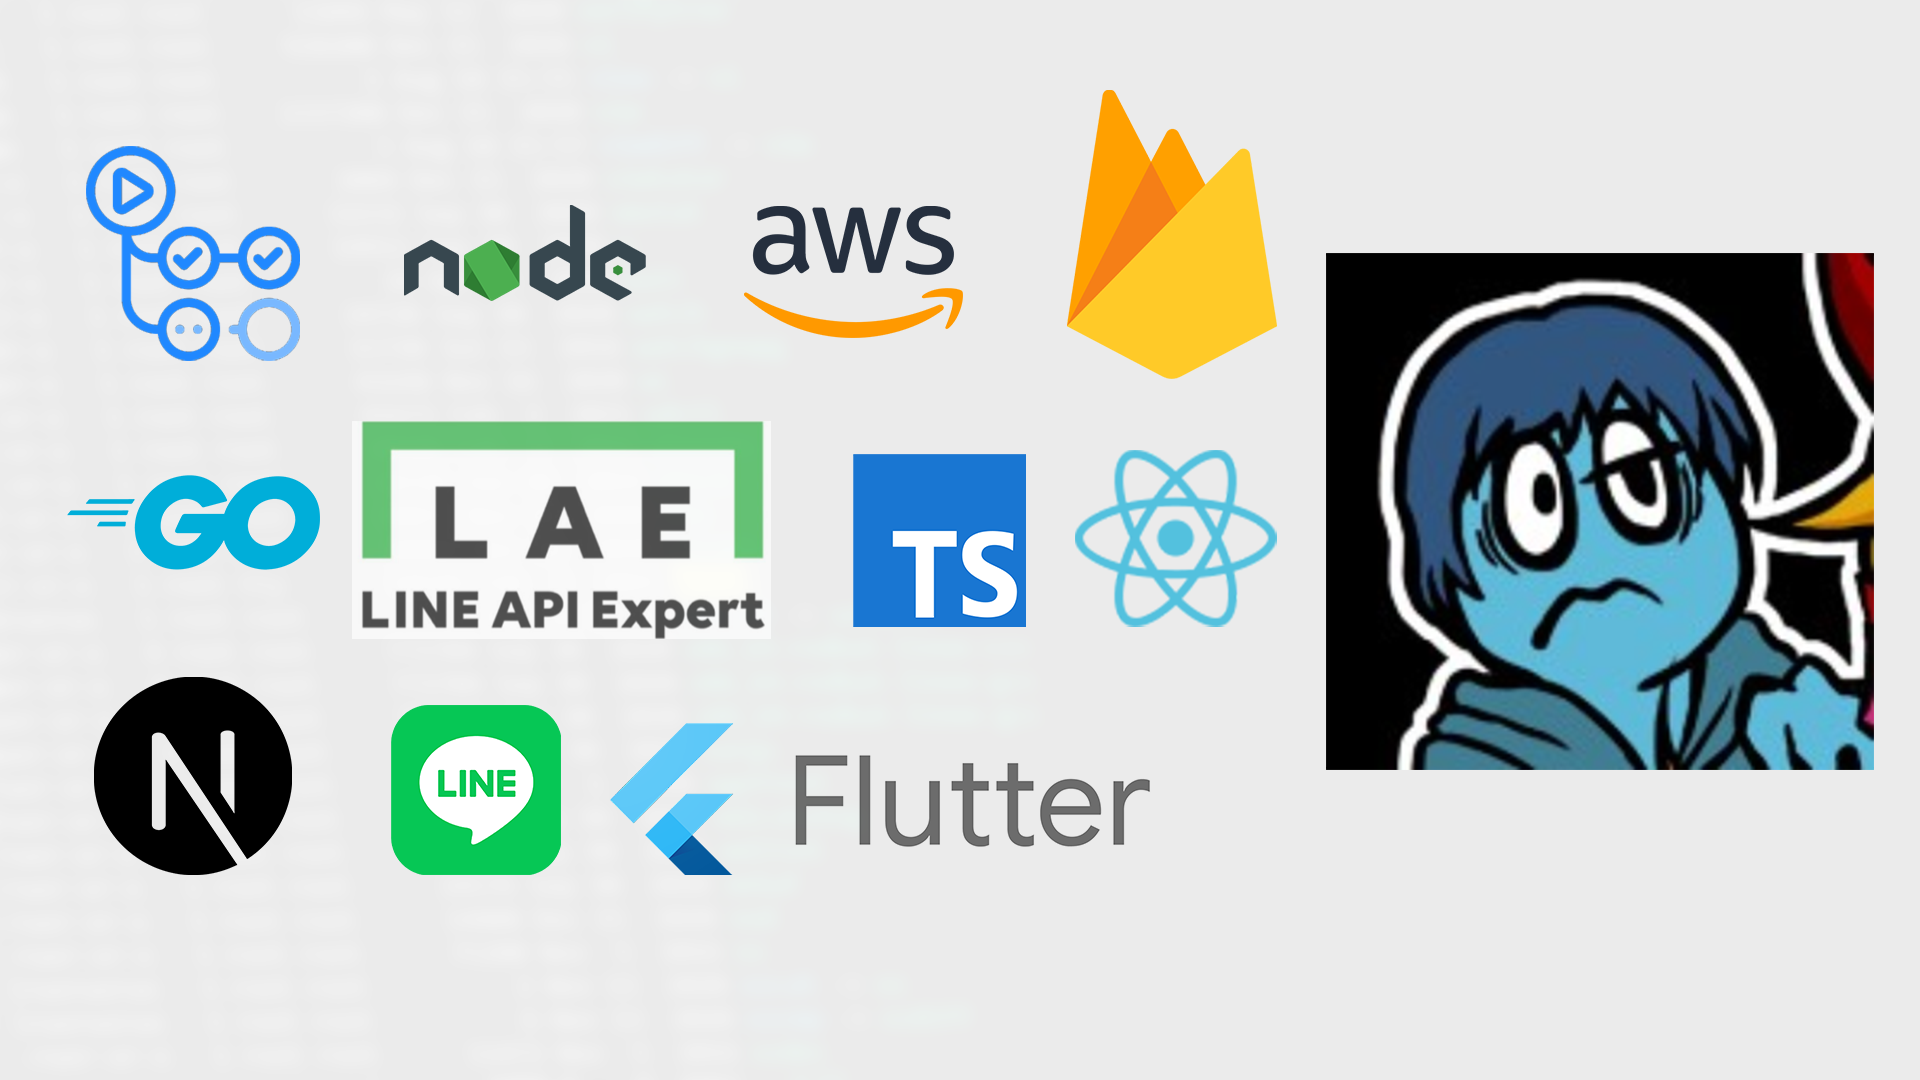 node
aws
GO
L A E
LINE API Expert
TS
N
LINE
Flutter